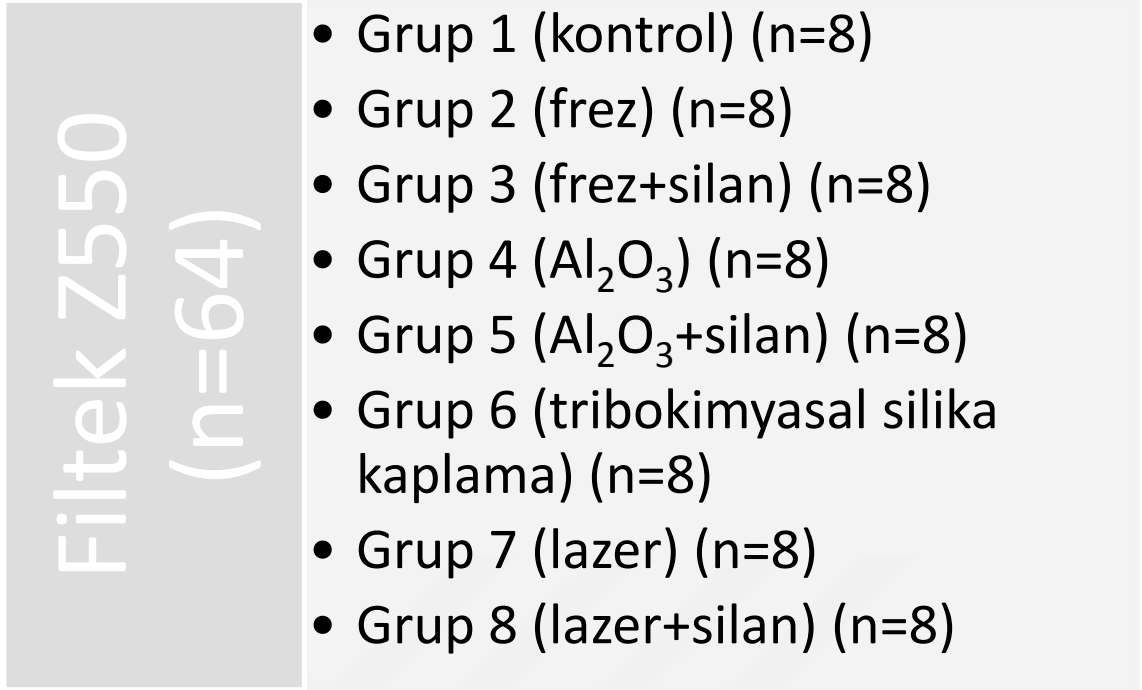 Filtek Z550
(n=64)
• Grup 1 (kontrol) (n=8)
• Grup 2 (frez) (n=8)
• Grup 3 (frez+silan) (n=8)
• Grup 4 (Al₂O₃) (n=8)
• Grup 5 (Al₂O₃+silan) (n=8)
• Grup 6 (tribokimyasal silika
kaplama) (n=8)
• Grup 7 (lazer) (n=8)
• Grup 8 (lazer+silan) (n=8)